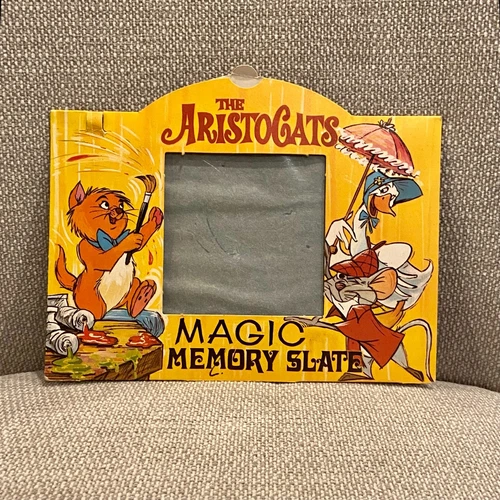 THE
ARISTOCATS
MAGIC
MEMORY SLATE